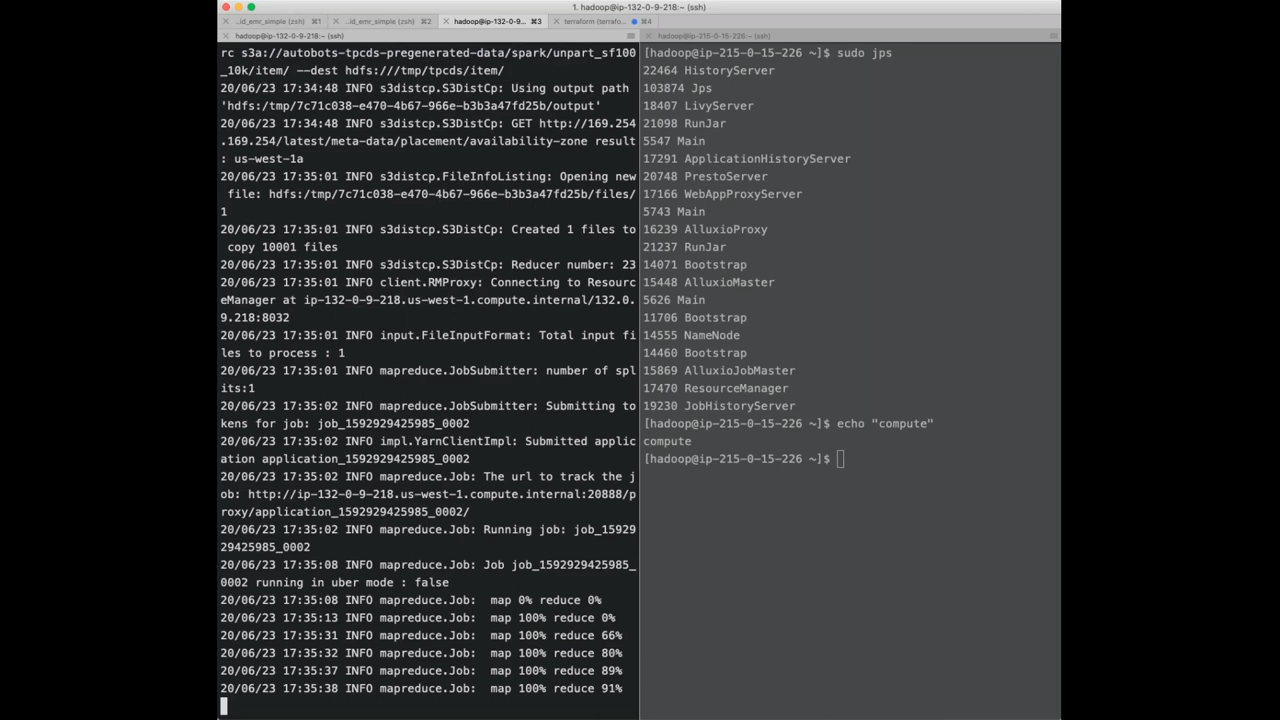 1. hadoop@ip-132-0-9-218:~ (ssh)
..id_emr_simple (zsh) ⌘1
..id_emr_simple (zsh) ⌘2
hadoop@ip-132-0-9... ⌘3
terraform (terrafo... ⌘4
hadoop@ip-132-0-9-218:~ (ssh)
rc s3a://autobots-tpcds-pregenerated-data/spark/unpart_sf100
_10k/item/ --dest hdfs:///tmp/tpcds/item/
20/06/23 17:34:48 INFO s3distcp.S3DistCp: Using output path
'hdfs:/tmp/7c71c038-e470-4b67-966e-b3b3a47fd25b/output'
20/06/23 17:34:48 INFO s3distcp.S3DistCp: GET http://169.254
.169.254/latest/meta-data/placement/availability-zone result
: us-west-1a
20/06/23 17:35:01 INFO s3distcp.FileInfoListing: Opening new
file: hdfs:/tmp/7c71c038-e470-4b67-966e-b3b3a47fd25b/files/
1
20/06/23 17:35:01 INFO s3distcp.S3DistCp: Created 1 files to
copy 10001 files
20/06/23 17:35:01 INFO s3distcp.S3DistCp: Reducer number: 23
20/06/23 17:35:01 INFO client.RMProxy: Connecting to Resourc
eManager at ip-132-0-9-218.us-west-1.compute.internal/132.0.
9.218:8032
20/06/23 17:35:01 INFO input.FileInputFormat: Total input fi
les to process : 1
20/06/23 17:35:01 INFO mapreduce.JobSubmitter: number of spl
its:1
20/06/23 17:35:02 INFO mapreduce.JobSubmitter: Submitting to
kens for job: job_1592929425985_0002
20/06/23 17:35:02 INFO impl.YarnClientImpl: Submitted applic
ation application_1592929425985_0002
20/06/23 17:35:02 INFO mapreduce.Job: The url to track the j
ob: http://ip-132-0-9-218.us-west-1.compute.internal:20888/p
roxy/application_1592929425985_0002/
20/06/23 17:35:02 INFO mapreduce.Job: Running job: job_15929
29425985_0002
20/06/23 17:35:08 INFO mapreduce.Job: Job job_1592929425985_
0002 running in uber mode : false
20/06/23 17:35:08 INFO mapreduce.Job:  map 0% reduce 0%
20/06/23 17:35:13 INFO mapreduce.Job:  map 100% reduce 0%
20/06/23 17:35:31 INFO mapreduce.Job:  map 100% reduce 66%
20/06/23 17:35:32 INFO mapreduce.Job:  map 100% reduce 80%
20/06/23 17:35:37 INFO mapreduce.Job:  map 100% reduce 89%
20/06/23 17:35:38 INFO mapreduce.Job:  map 100% reduce 91%
hadoop@ip-215-0-15-226:~ (ssh)
[hadoop@ip-215-0-15-226 ~]$ sudo jps
22464 HistoryServer
103874 Jps
18407 LivyServer
21098 RunJar
5547 Main
17291 ApplicationHistoryServer
20748 PrestoServer
17166 WebAppProxyServer
5743 Main
16239 AlluxioProxy
21237 RunJar
14071 Bootstrap
15448 AlluxioMaster
5626 Main
11706 Bootstrap
14555 NameNode
14460 Bootstrap
15869 AlluxioJobMaster
17470 ResourceManager
19230 JobHistoryServer
[hadoop@ip-215-0-15-226 ~]$ echo "compute"
compute
[hadoop@ip-215-0-15-226 ~]$